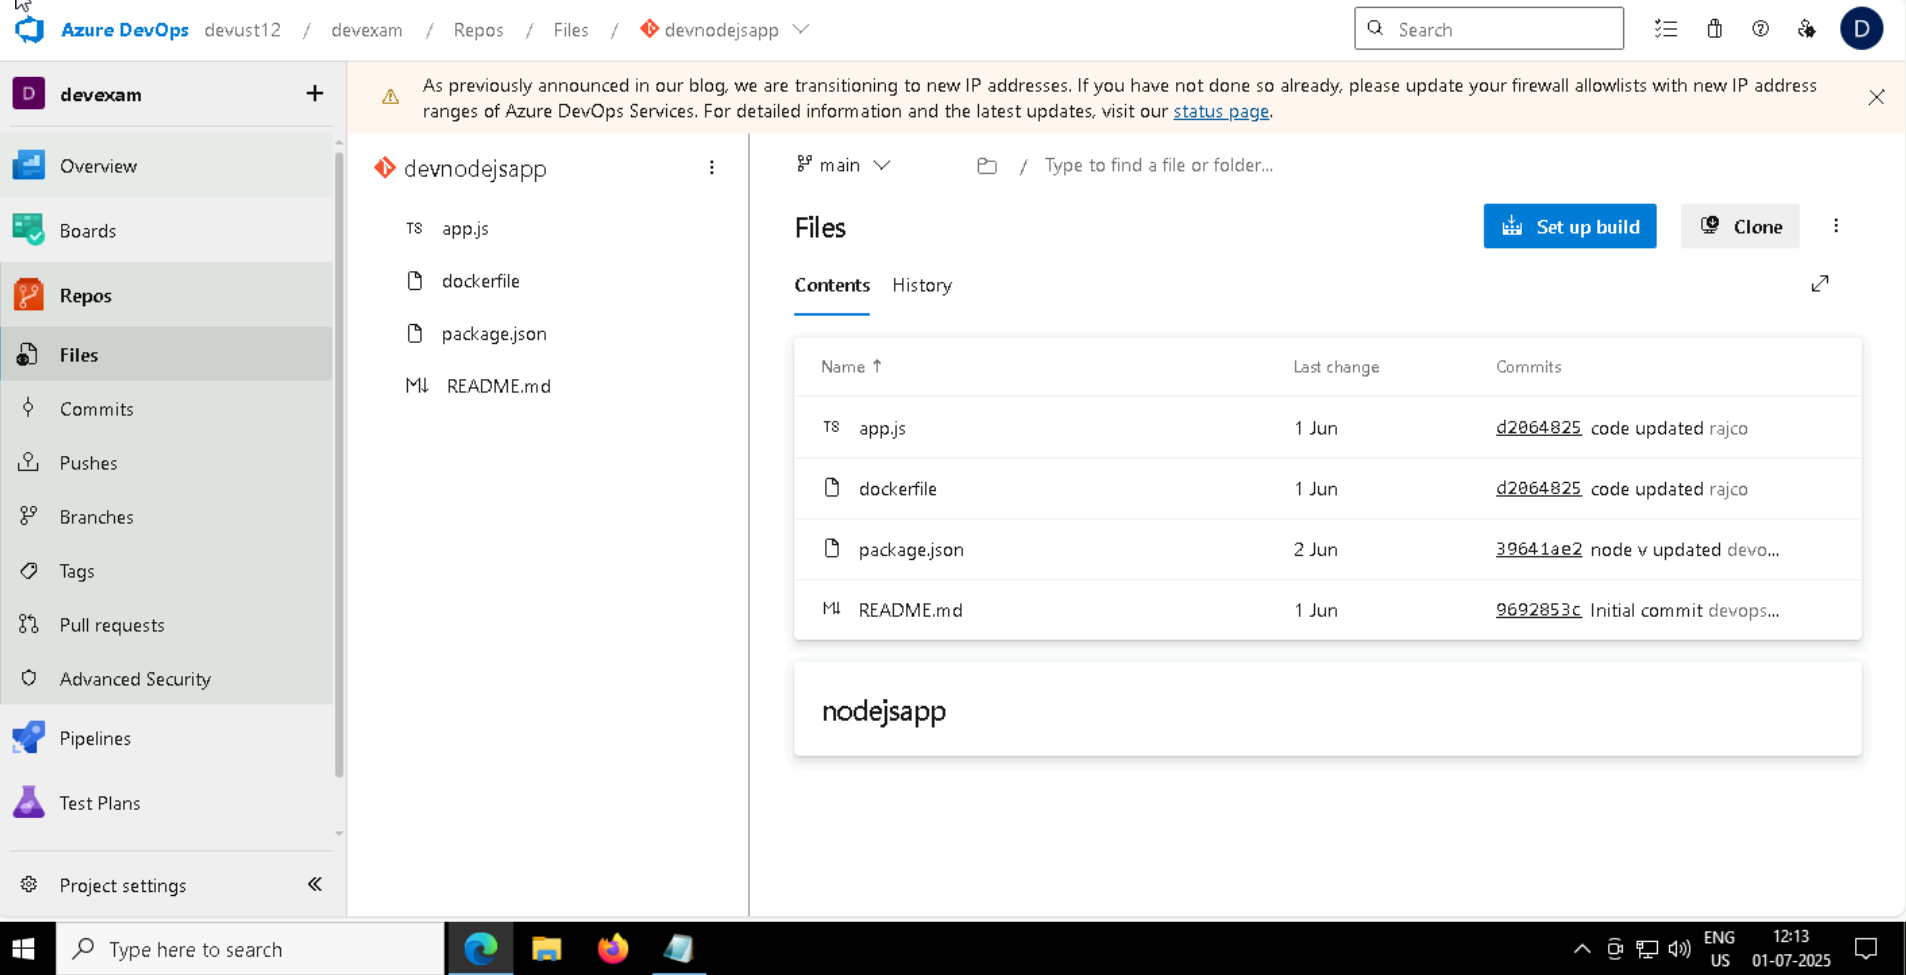 Azure DevOps devust12 / devexam / Repos / Files / devnodejsapp
Search
D
D devexam
As previously announced in our blog, we are transitioning to new IP addresses. If you have not done so already, please update your firewall allowlists with new IP address
ranges of Azure DevOps Services. For detailed information and the latest updates, visit our status page.
Overview
Boards
Repos
Files
Commits
Pushes
Branches
Tags
Pull requests
Advanced Security
Pipelines
Test Plans
Project settings
devnodejsapp
TS app.js
dockerfile
package.json
M↓ README.md
main
/ Type to find a file or folder...
Files
Set up build
Clone
Contents History
Name ↑ Last change Commits
TS app.js 1 Jun d2064825 code updated rajco
dockerfile 1 Jun d2064825 code updated rajco
package.json 2 Jun 39641ae2 node v updated devo...
M↓ README.md 1 Jun 9692853c Initial commit devops...
nodejsapp
Type here to search
ENG
US
12:13
01-07-2025